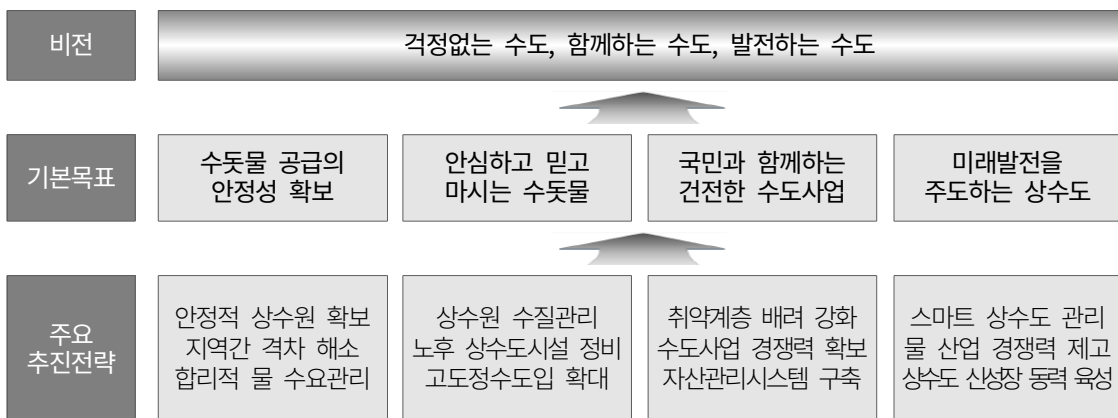 비전
걱정없는 수도, 함께하는 수도, 발전하는 수도
기본목표
수돗물 공급의
안정성 확보
안심하고 믿고
마시는 수돗물
국민과 함께하는
건전한 수도사업
미래발전을
주도하는 상수도
주요
추진전략
안정적 상수원 확보
지역간 격차 해소
합리적 물 수요관리
상수원 수질관리
노후 상수도시설 정비
고도정수도입 확대
취약계층 배려 강화
수도사업 경쟁력 확보
자산관리시스템 구축
스마트 상수도 관리
물 산업 경쟁력 제고
상수도 신성장 동력 육성